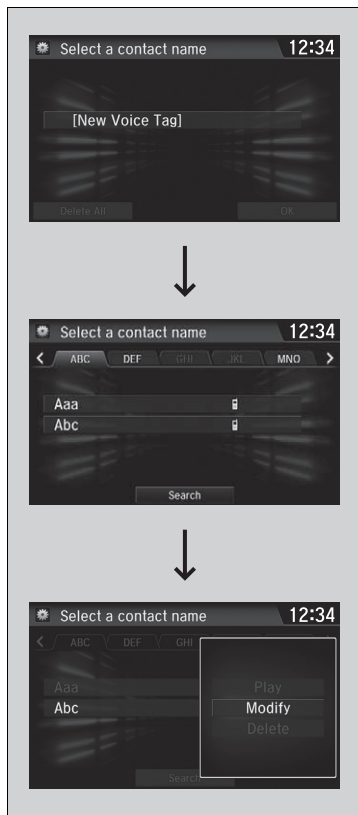 Select a contact name 12:34
[New Voice Tag]
Delete All OK
Select a contact name 12:34
ABC DEF GHI JKL MNO
Aaa
Abc
Search
Select a contact name 12:34
ABC DEF GHI
Aaa Play
Abc Modify
Delete
Search